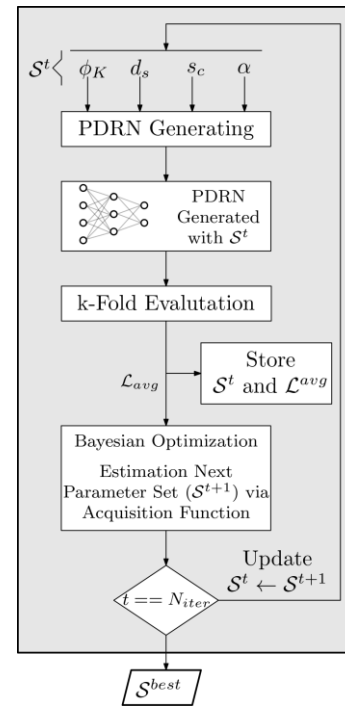 𝒮^t { ϕ_K d_s s_c α
PDRN Generating
PDRN
Generated
with 𝒮^t
k-Fold Evalutation
ℒ_avg
Store
𝒮^t and ℒ^avg
Bayesian Optimization
Estimation Next
Parameter Set (𝒮^{t+1}) via
Acquisition Function
Update
𝒮^t ← 𝒮^{t+1}
t == N_iter
𝒮^best